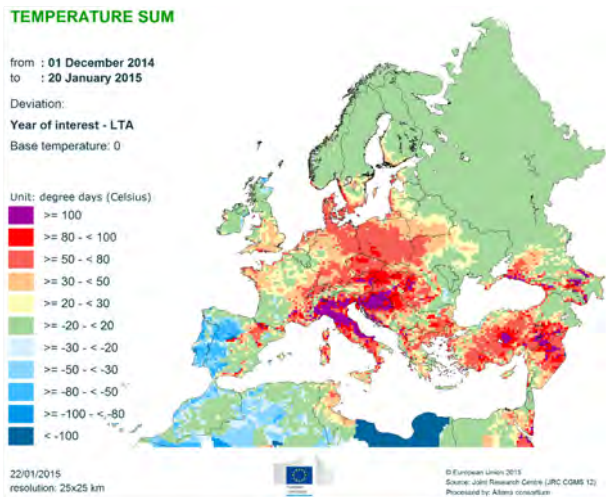 TEMPERATURE SUM
from : 01 December 2014
to : 20 January 2015
Deviation:
Year of interest - LTA
Base temperature: 0
Unit: degree days (Celsius)
>= 100
>= 80 - < 100
>= 50 - < 80
>= 30 - < 50
>= 20 - < 30
>= -20 - < 20
>= -30 - < -20
>= -50 - < -30
>= -80 - < -50
>= -100 - < -80
< -100
22/01/2015
resolution: 25x25 km
© European Union 2015
Source: Joint Research Centre (JRC CGMS 12)
Processed by: Alterra consortium